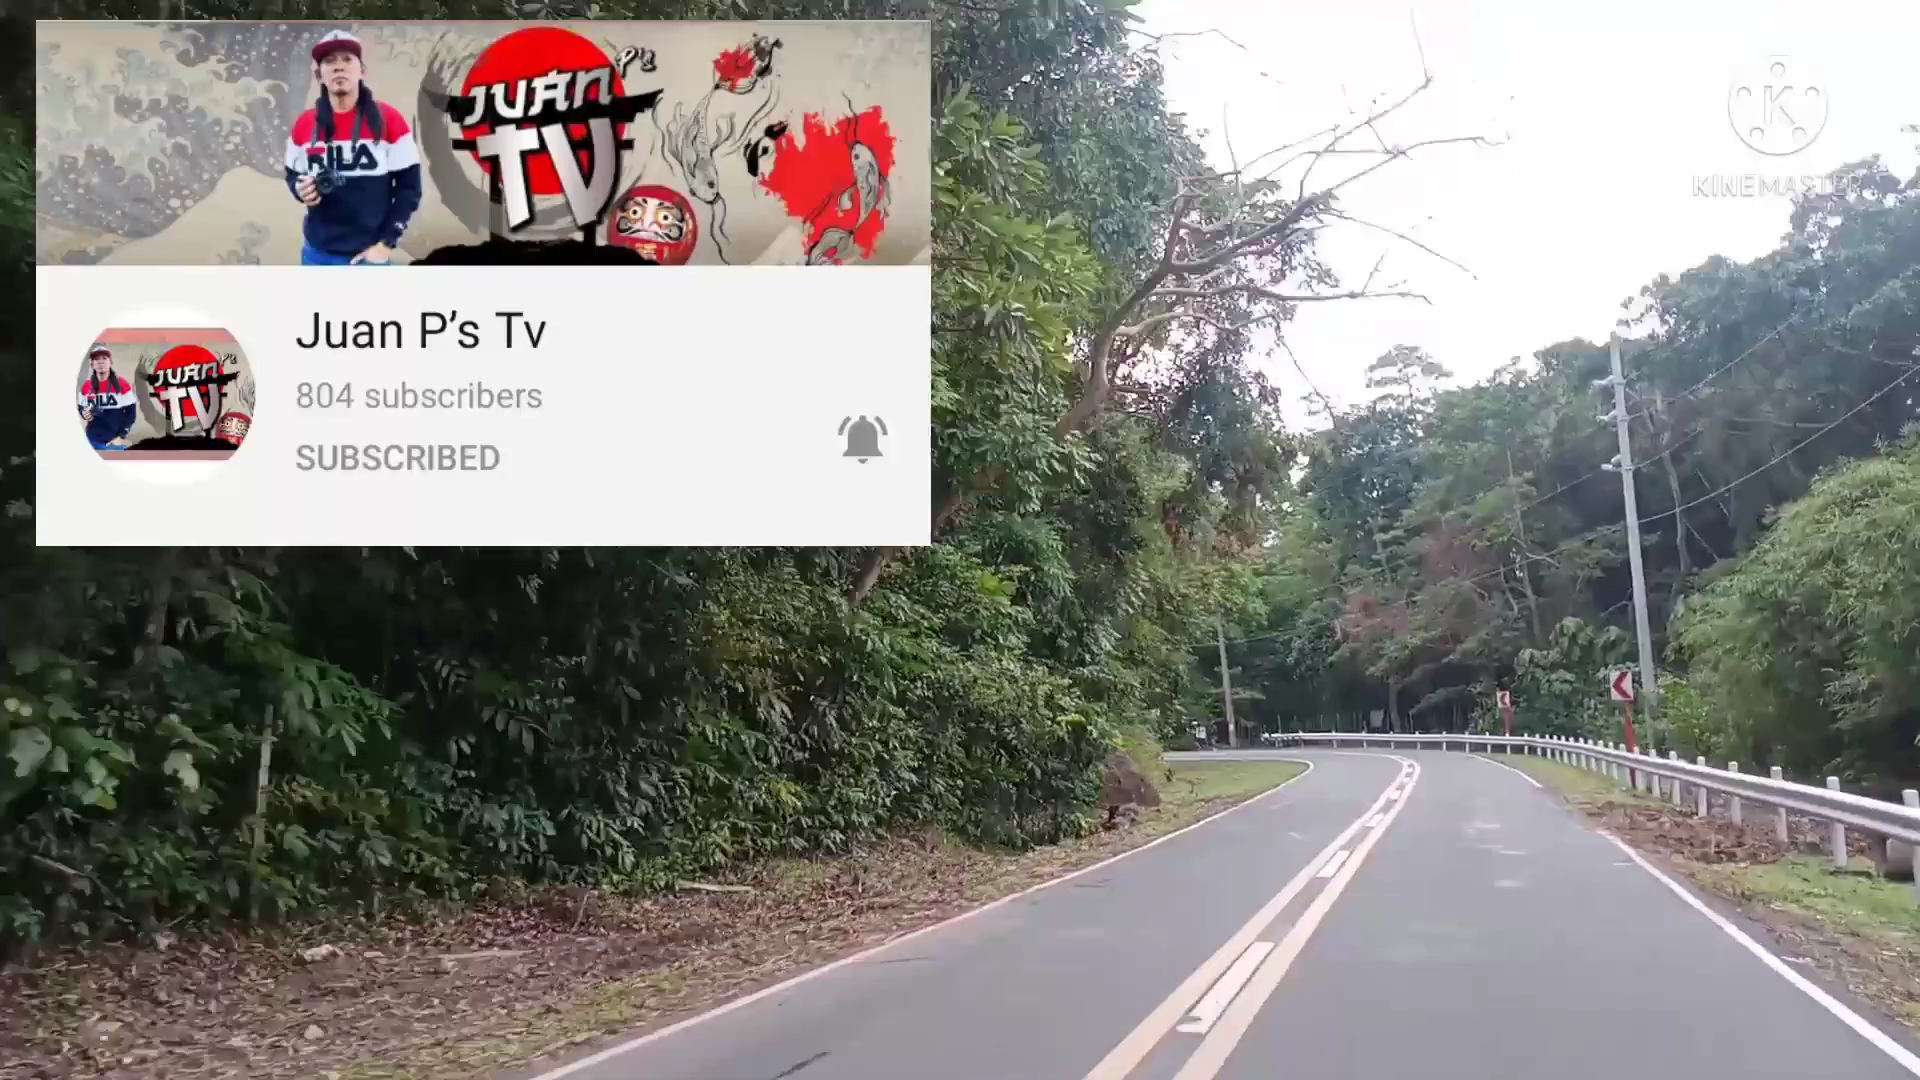 JUAN P's
TV
FILA
Juan P’s Tv
804 subscribers
SUBSCRIBED
JUAN P's
TV
FILA
KINEMASTER